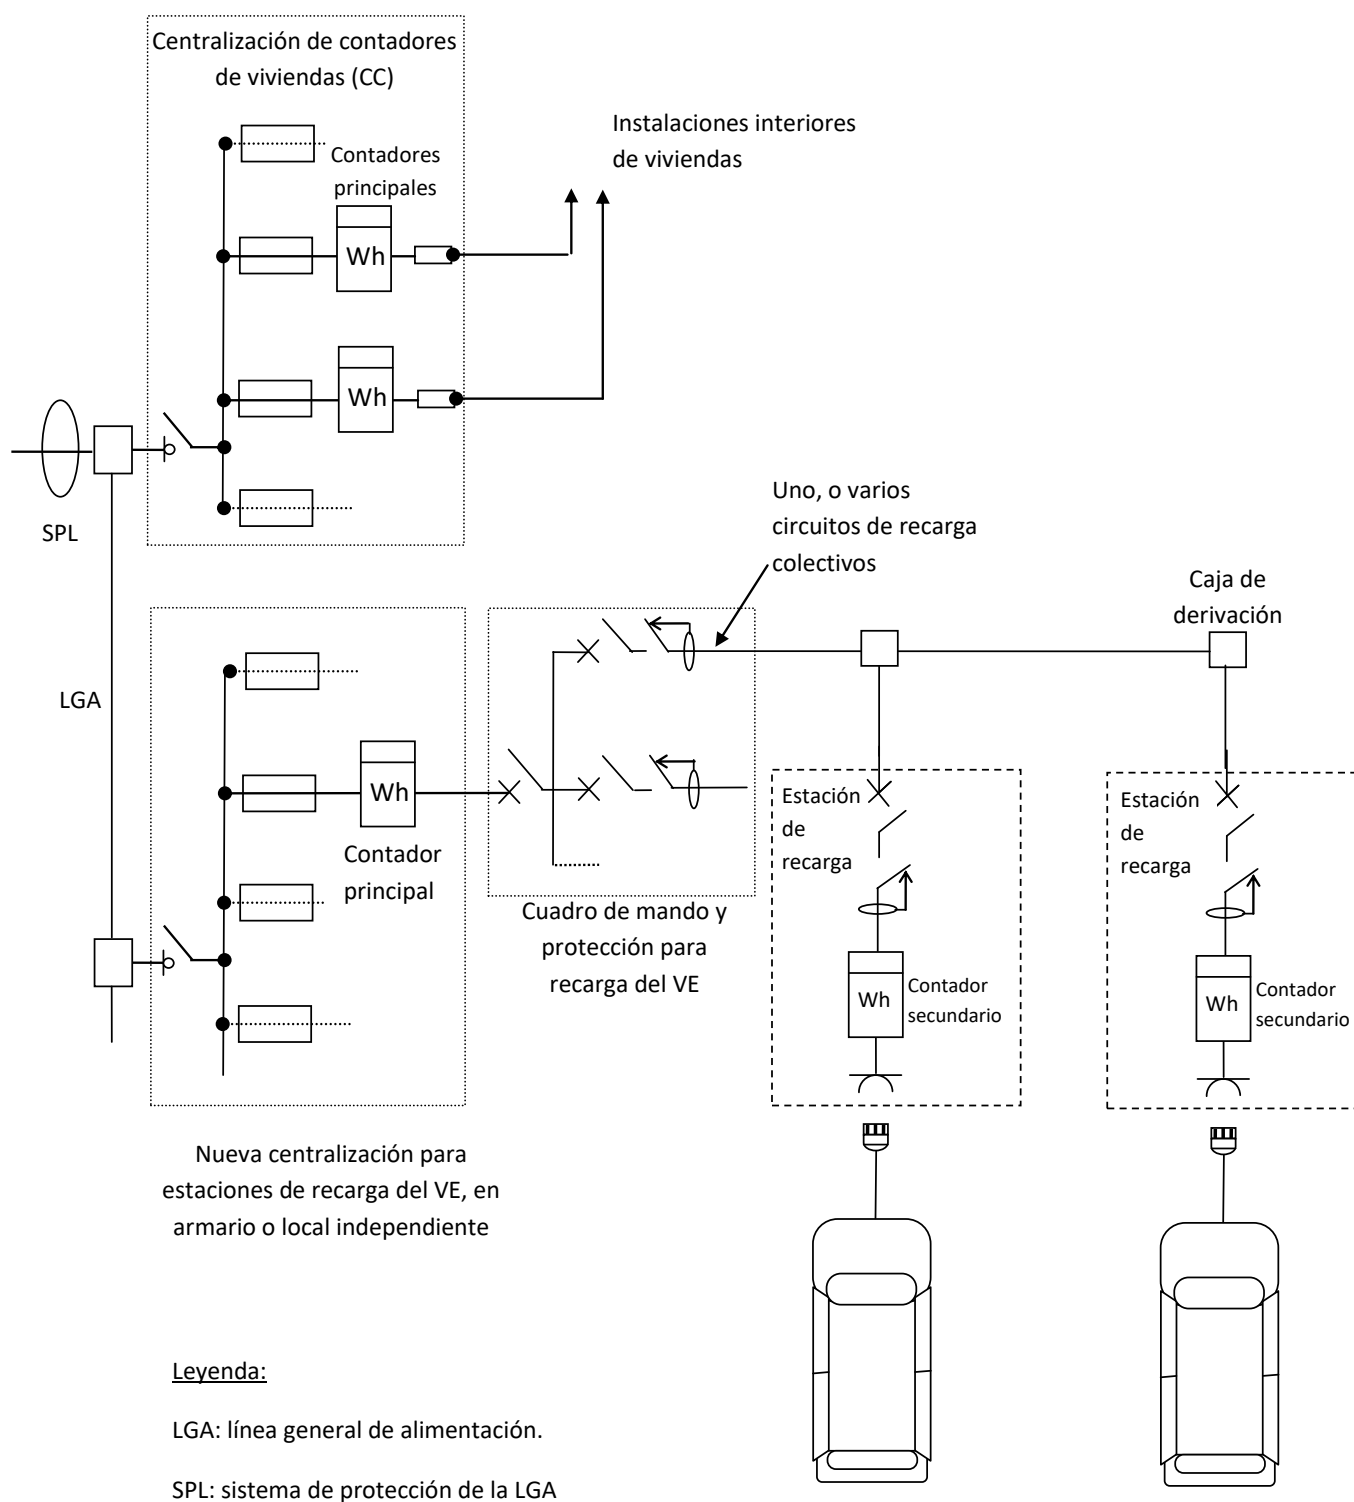 Centralización de contadores
de viviendas (CC)
Instalaciones interiores
de viviendas
Contadores
principales
Wh
Wh
SPL
Uno, o varios
circuitos de recarga
colectivos
Caja de
derivación
LGA
Wh
Contador
principal
Cuadro de mando y
protección para
recarga del VE
Estación
de
recarga
Wh
Contador
secundario
Estación
de
recarga
Wh
Contador
secundario
Nueva centralización para
estaciones de recarga del VE, en
armario o local independiente
Leyenda:
LGA: línea general de alimentación.
SPL: sistema de protección de la LGA